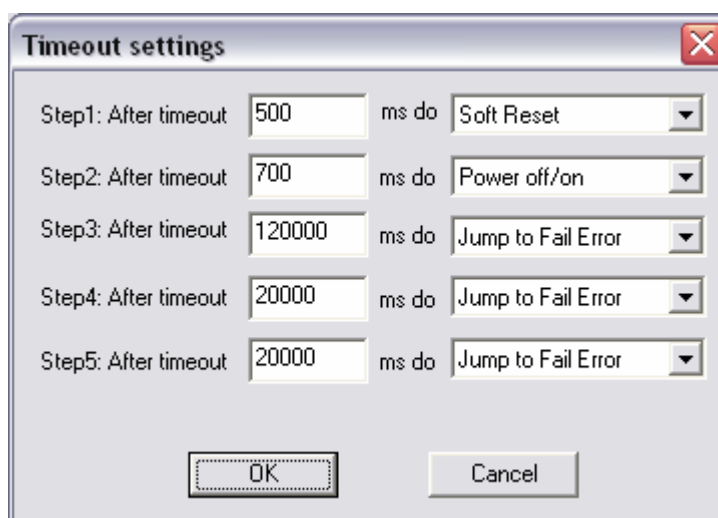 Timeout settings
Step1: After timeout 500 ms do Soft Reset
Step2: After timeout 700 ms do Power off/on
Step3: After timeout 120000 ms do Jump to Fail Error
Step4: After timeout 20000 ms do Jump to Fail Error
Step5: After timeout 20000 ms do Jump to Fail Error
OK Cancel